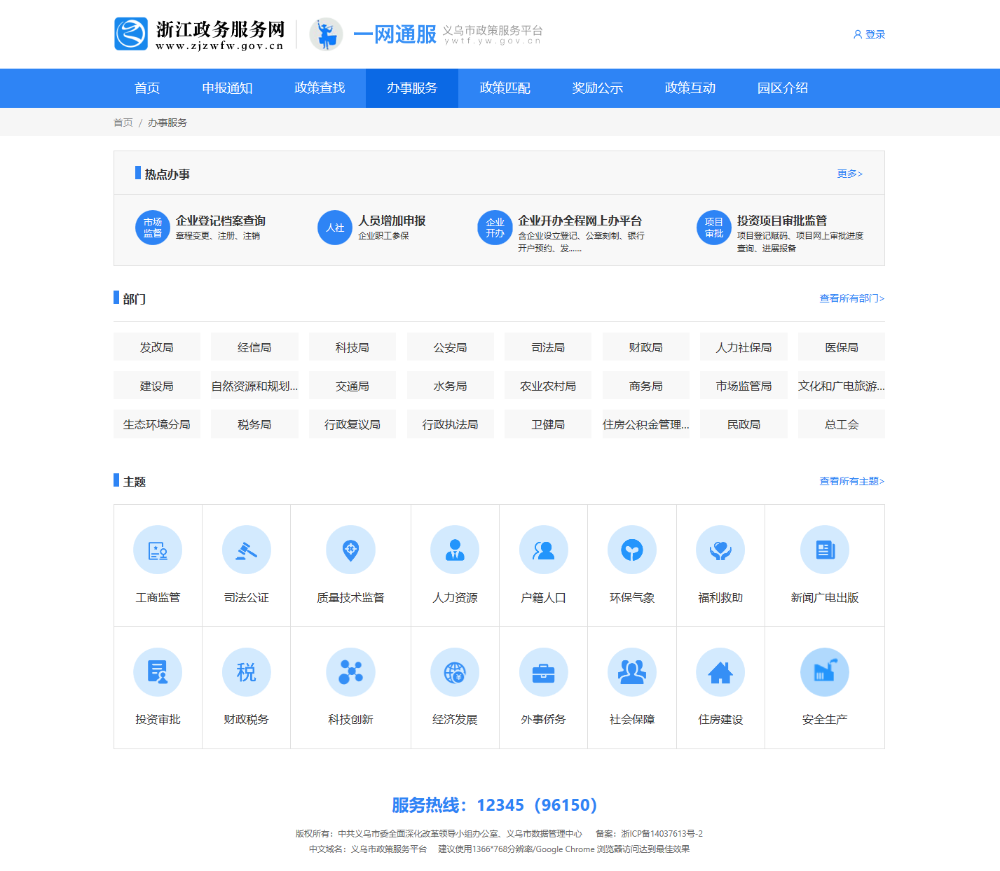 浙江政务服务网
www.zjzwfw.gov.cn
一网通服
义乌市政策服务平台
ywtf.yw.gov.cn
登录
首页 申报通知 政策查找 办事服务 政策匹配 奖励公示 政策互动 园区介绍
首页 / 办事服务
热点办事 更多>
市场
监督
企业登记档案查询
章程变更、注册、注销
人社
人员增加申报
企业职工参保
企业
开办
企业开办全程网上办平台
含企业设立登记、公章刻制、银行
开户预约、发......
项目
审批
投资项目审批监管
项目登记赋码、项目网上审批进度
查询、进展报备
部门 查看所有部门>
发改局 经信局 科技局 公安局 司法局 财政局 人力社保局 医保局
建设局 自然资源和规划... 交通局 水务局 农业农村局 商务局 市场监管局 文化和广电旅游...
生态环境分局 税务局 行政复议局 行政执法局 卫健局 住房公积金管理... 民政局 总工会
主题 查看所有主题>
工商监管 司法公证 质量技术监督 人力资源 户籍人口 环保气象 福利救助 新闻广电出版
税
投资审批 财政税务 科技创新 经济发展 外事侨务 社会保障 住房建设 安全生产
服务热线：12345（96150）
版权所有：中共义乌市委全面深化改革领导小组办公室、义乌市数据管理中心 备案：浙ICP备14037613号-2
中文域名：义乌市政策服务平台 建议使用1366*768分辨率/Google Chrome 浏览器访问达到最佳效果